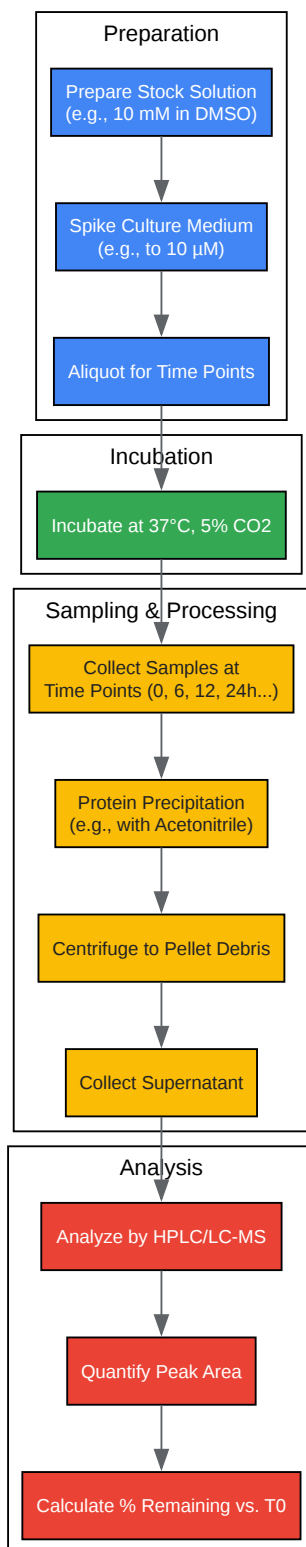 Preparation
Prepare Stock Solution
(e.g., 10 mM in DMSO)
Spike Culture Medium
(e.g., to 10 µM)
Aliquot for Time Points
Incubation
Incubate at 37°C, 5% CO2
Sampling & Processing
Collect Samples at
Time Points (0, 6, 12, 24h...)
Protein Precipitation
(e.g., with Acetonitrile)
Centrifuge to Pellet Debris
Collect Supernatant
Analysis
Analyze by HPLC/LC-MS
Quantify Peak Area
Calculate % Remaining vs. T0